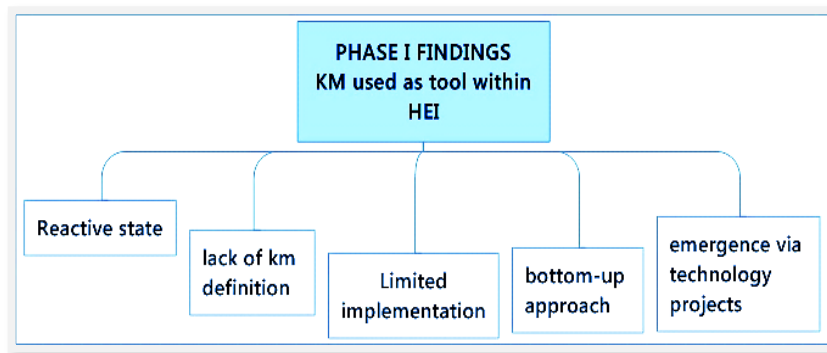 PHASE I FINDINGS
KM used as tool within
HEI
Reactive state
lack of km
definition
Limited
implementation
bottom-up
approach
emergence via
technology
projects